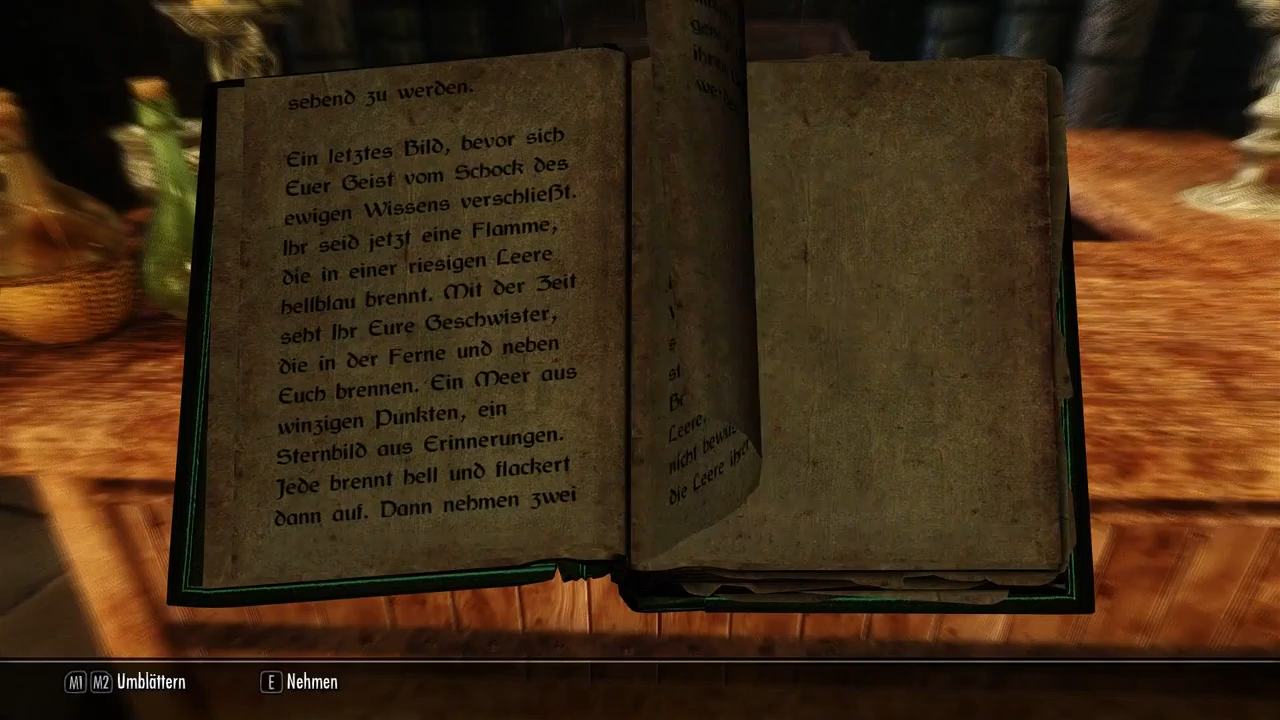 sehend zu werden.
Ein letztes Bild, bevor sich
Euer Geist vom Schock des
ewigen Wissens verschließt.
Ihr seid jetzt eine Flamme,
die in einer riesigen Leere
hellblau brennt. Mit der Zeit
seht Ihr Eure Geschwister,
die in der Ferne und neben
Euch brennen. Ein Meer aus
winzigen Punkten, ein
Sternbild aus Erinnerungen.
Jede brennt hell und flackert
dann auf. Dann nehmen zwei
Leere,
nicht
die Leere
M1 M2 Umblättern
E Nehmen